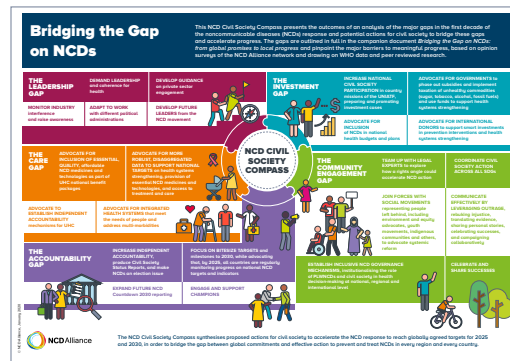 Bridging the Gap
on NCDs
This NCD Civil Society Compass presents the outcomes of an analysis of the major gaps in the first decade of
the noncommunicable diseases (NCDs) response and potential actions for civil society to bridge these gaps
and accelerate progress. The gaps are outlined in full in the companion document Bridging the Gap on NCDs:
from global promises to local progress and pinpoint the major barriers to meaningful progress, based on opinion
surveys of the NCD Alliance network and drawing on WHO data and peer reviewed research.
THE
LEADERSHIP
GAP
DEMAND LEADERSHIP
and coherence for
health
DEVELOP GUIDANCE
on private sector
engagement
MONITOR INDUSTRY
interference
and raise awareness
ADAPT TO WORK
with different political
administrations
DEVELOP FUTURE
LEADERS from the
NCD movement
THE
INVESTMENT
GAP
INCREASE NATIONAL
CIVIL SOCIETY
PARTICIPATION in country
missions of the UNIATF,
preparing and promoting
investment cases
ADVOCATE FOR GOVERNMENTS to
phase out subsidies and implement
taxation of unhealthy commodities
(sugar, tobacco, alcohol, fossil fuels)
and use funds to support health
systems strengthening
ADVOCATE FOR
INCLUSION
of NCDs in national
health budgets and plans
ADVOCATE FOR INTERNATIONAL
DONORS to support smart investments
to prevention interventions and health
systems strengthening
THE
CARE
GAP
ADVOCATE FOR
INCLUSION OF ESSENTIAL,
QUALITY, affordable
NCD medicines and
technologies as part of
UHC national benefit
packages
ADVOCATE FOR MORE
ROBUST, DISAGGREGATED
DATA TO SUPPORT NATIONAL
TARGETS on health systems
strengthening, provision of
essential NCD medicines and
technologies, and access to
treatment and care
ADVOCATE TO
ESTABLISH INDEPENDENT
ACCOUNTABILITY
mechanisms for UHC
ADVOCATE FOR INTEGRATED
HEALTH SYSTEMS that meet
the needs of people and
address multi-morbidities
NCD CIVIL
SOCIETY
COMPASS
THE
COMMUNITY
ENGAGEMENT
GAP
TEAM UP WITH LEGAL
EXPERTS to explore
how a rights angle could
accelerate NCD action
COORDINATE CIVIL
SOCIETY ACTION
ACROSS ALL SDGs
JOIN FORCES WITH
SOCIAL MOVEMENTS
representing people
left behind, including
environment and equity
advocates, youth
movements, indigenous
communities and others
to advocate systemic
reform
COMMUNICATE
EFFECTIVELY BY
LEVERAGING OUTRAGE,
rebuking injustice,
translating evidence,
sharing personal stories,
celebrating successes,
and campaigning
collaboratively
ESTABLISH INCLUSIVE GOVERNANCE
MECHANISMS, institutionalising the role
of PLWNCDs and civil society in health
decision-making at national, regional
and international level
CELEBRATE AND
SHARE SUCCESSES
THE
ACCOUNTABILITY
GAP
INCREASE INDEPENDENT
ACCOUNTABILITY,
produce Civil Society
Status Reports, and make
NCDs an election issue
FOCUS ON BITESIZE TARGETS and
milestones to 2030, while advocating
that, by 2025, all countries are regularly
monitoring progress on national NCD
targets and indicators
EXPAND FUTURE NCD
Countdown 2030 reporting
ENGAGE AND SUPPORT
CHAMPIONS
NCD Alliance
The NCD Civil Society Compass synthesises proposed actions for civil society to accelerate the NCD response to reach globally agreed targets for 2025
and 2030, in order to bridge the gap between global commitments and effective action to prevent and treat NCDs in every region and every country.